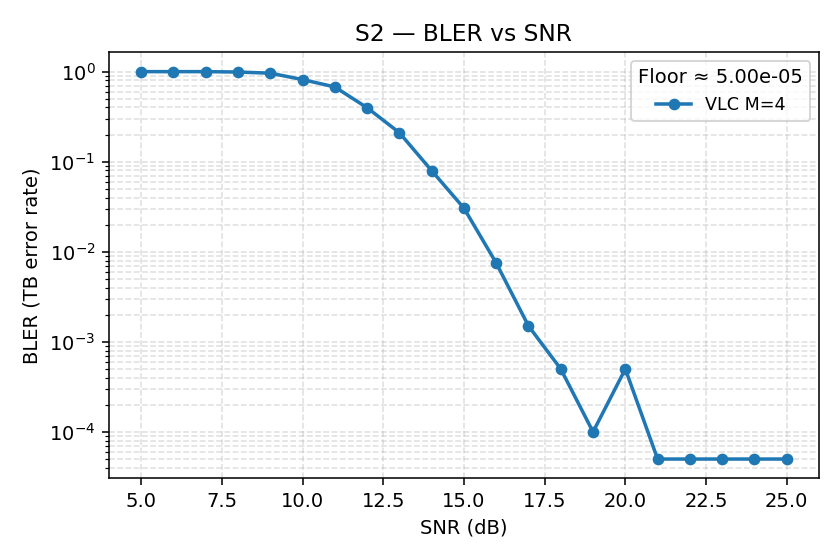 S2 — BLER vs SNR
Floor ≈ 5.00e-05
VLC M=4
BLER (TB error rate)
10⁰
10⁻¹
10⁻²
10⁻³
10⁻⁴
5.0 7.5 10.0 12.5 15.0 17.5 20.0 22.5 25.0
SNR (dB)